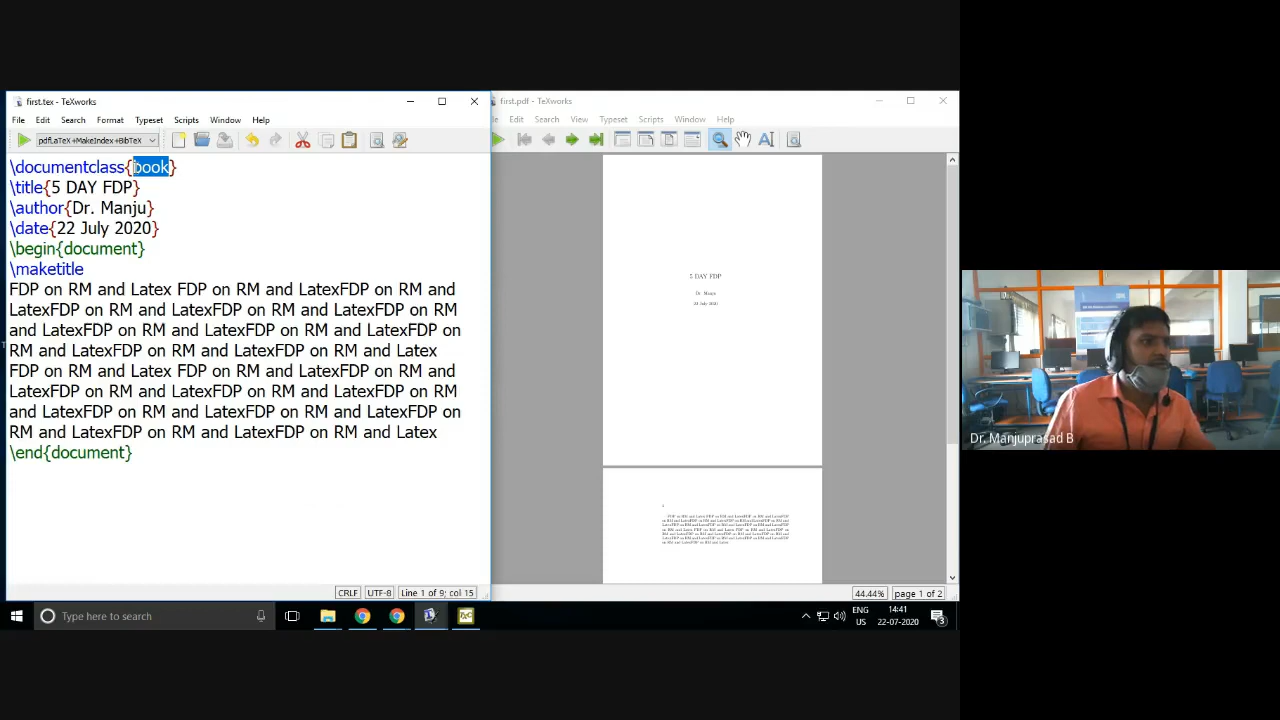 first.tex - TeXworks
File Edit Search Format Typeset Scripts Window Help
pdfLaTeX+MakeIndex+BibTeX
\documentclass{book}
\title{5 DAY FDP}
\author{Dr. Manju}
\date{22 July 2020}
\begin{document}
\maketitle
FDP on RM and Latex FDP on RM and LatexFDP on RM and
LatexFDP on RM and LatexFDP on RM and LatexFDP on RM
and LatexFDP on RM and LatexFDP on RM and LatexFDP on
RM and LatexFDP on RM and LatexFDP on RM and Latex
FDP on RM and Latex FDP on RM and LatexFDP on RM and
LatexFDP on RM and LatexFDP on RM and LatexFDP on RM
and LatexFDP on RM and LatexFDP on RM and LatexFDP on
RM and LatexFDP on RM and LatexFDP on RM and Latex
\end{document}
CRLF UTF-8 Line 1 of 9; col 15
first.pdf - TeXworks
Edit Search View Typeset Scripts Window Help
5 DAY FDP
Dr. Manju
22 July 2020
44.44% page 1 of 2
Type here to search
ENG
US
14:41
22-07-2020
3
Dr. Manjuprasad B